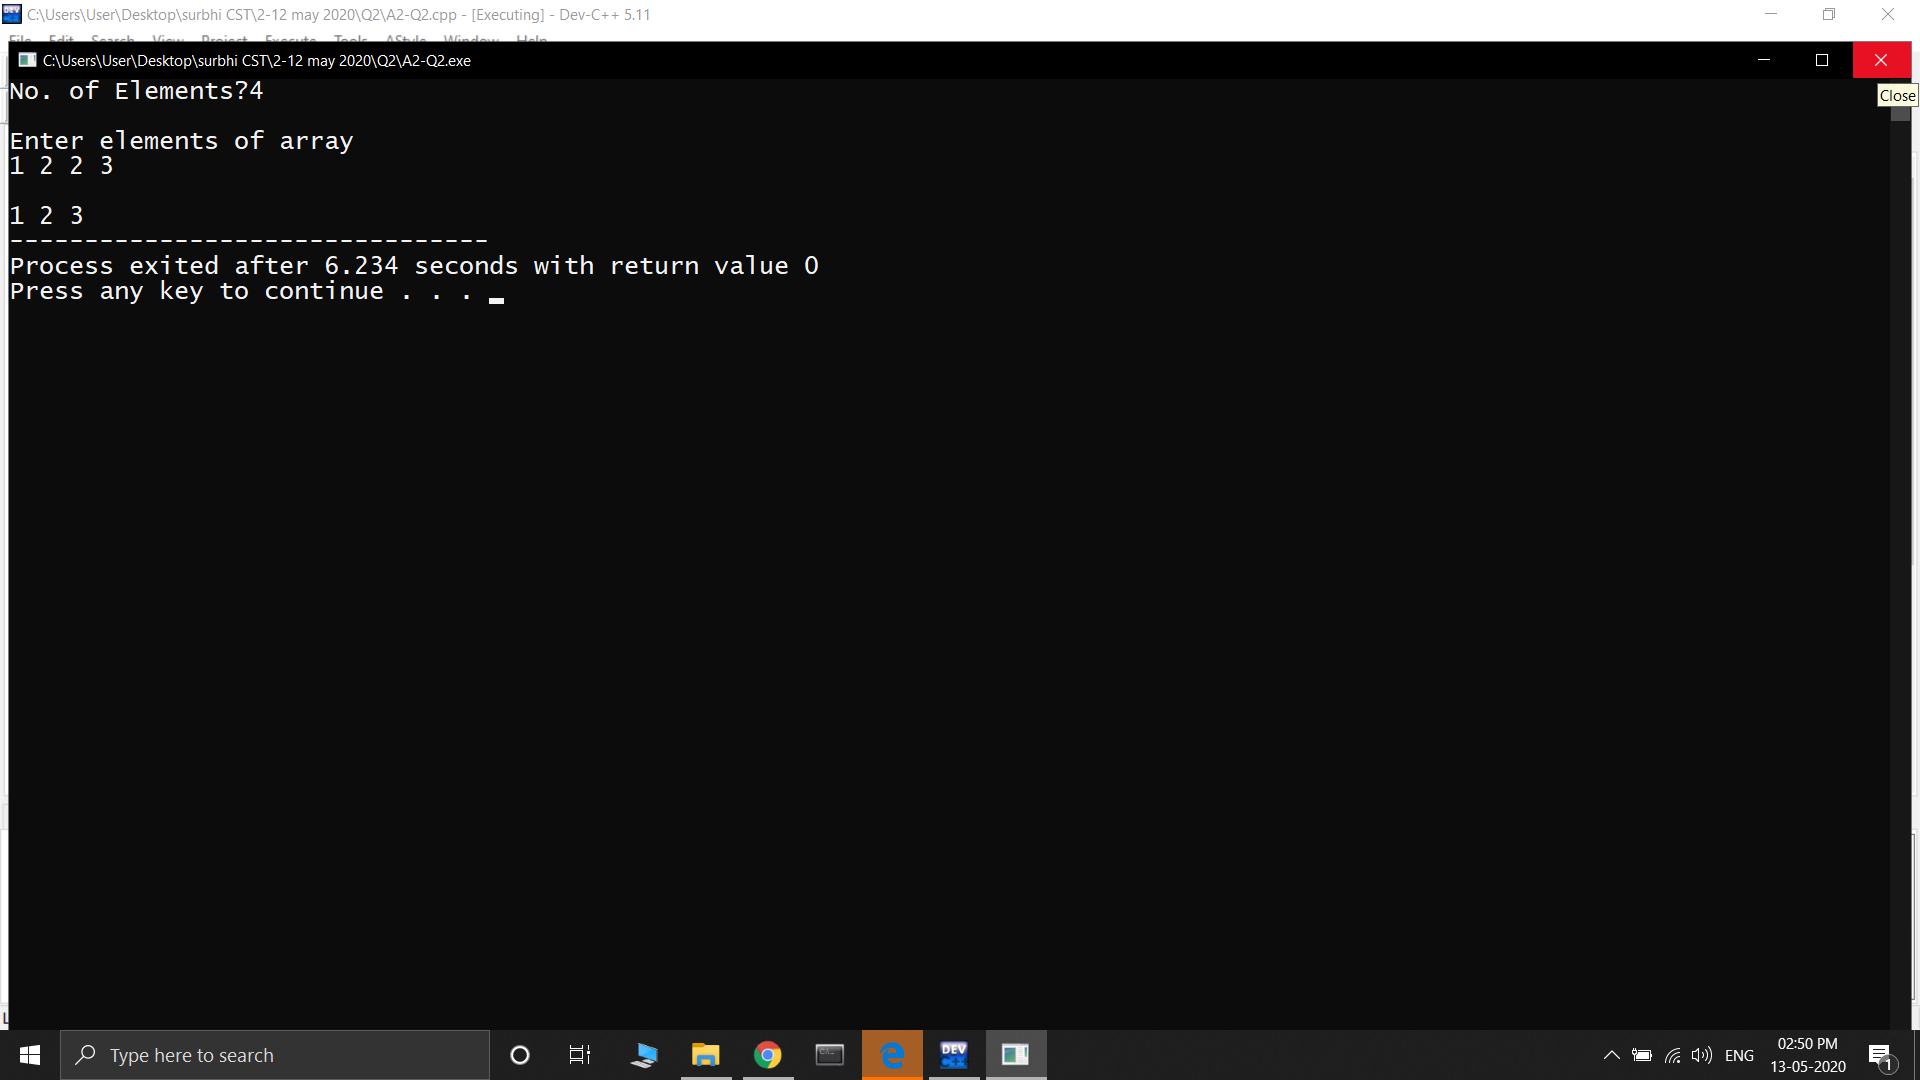 C:\Users\User\Desktop\surbhi CST\2-12 may 2020\Q2\A2-Q2.cpp - [Executing] - Dev-C++ 5.11
File Edit Search View Project Execute Tools AStyle Window Help
C:\Users\User\Desktop\surbhi CST\2-12 may 2020\Q2\A2-Q2.exe
Close
No. of Elements?4
Enter elements of array
1 2 2 3
1 2 3
--------------------------------
Process exited after 6.234 seconds with return value 0
Press any key to continue . . .
Type here to search
DEV
ENG
02:50 PM
13-05-2020
1